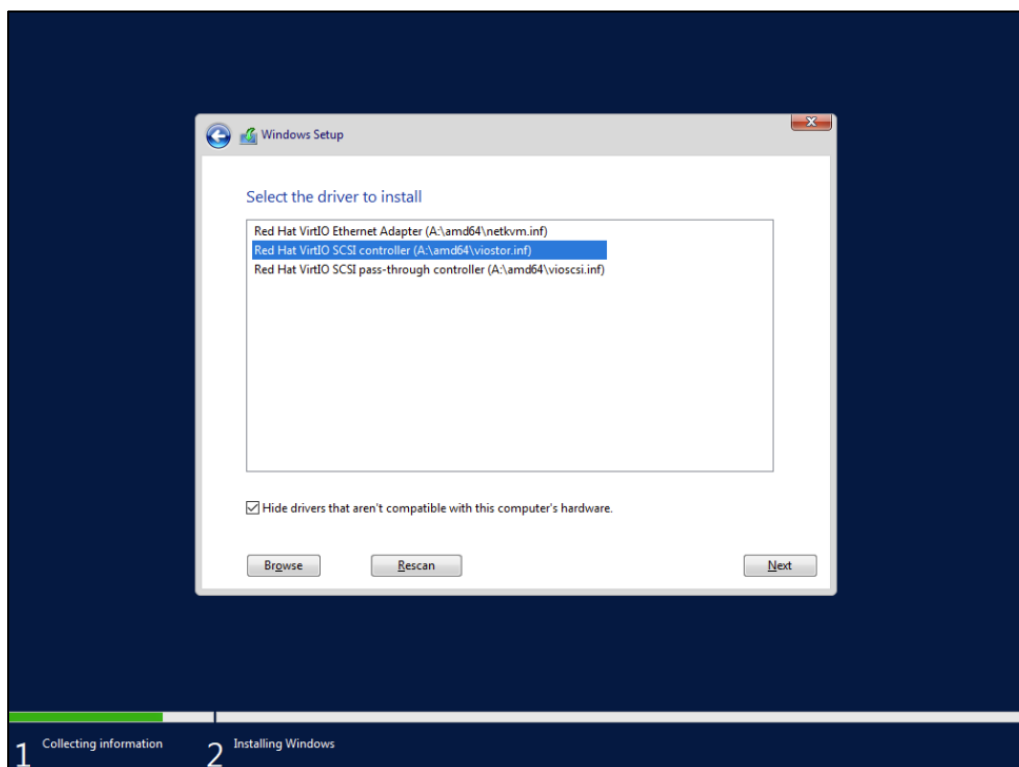 Windows Setup
Select the driver to install
Red Hat VirtIO Ethernet Adapter (A:\amd64\netkvm.inf)
Red Hat VirtIO SCSI controller (A:\amd64\viostor.inf)
Red Hat VirtIO SCSI pass-through controller (A:\amd64\vioscsi.inf)
Hide drivers that aren't compatible with this computer's hardware.
Browse Rescan Next
1 Collecting information 2 Installing Windows